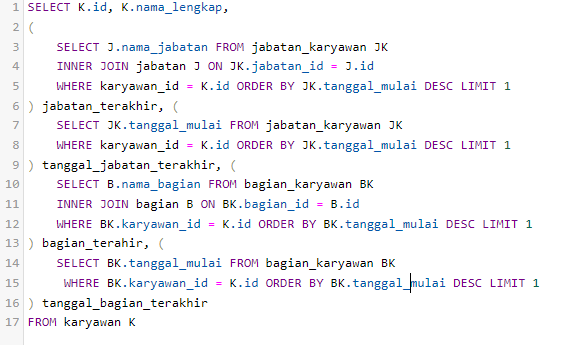 1 SELECT K.id, K.nama_lengkap,
2 (
3 SELECT J.nama_jabatan FROM jabatan_karyawan JK
4 INNER JOIN jabatan J ON JK.jabatan_id = J.id
5 WHERE karyawan_id = K.id ORDER BY JK.tanggal_mulai DESC LIMIT 1
6 ) jabatan_terakhir, (
7 SELECT JK.tanggal_mulai FROM jabatan_karyawan JK
8 WHERE karyawan_id = K.id ORDER BY JK.tanggal_mulai DESC LIMIT 1
9 ) tanggal_jabatan_terakhir, (
10 SELECT B.nama_bagian FROM bagian_karyawan BK
11 INNER JOIN bagian B ON BK.bagian_id = B.id
12 WHERE BK.karyawan_id = K.id ORDER BY BK.tanggal_mulai DESC LIMIT 1
13 ) bagian_terahir, (
14 SELECT BK.tanggal_mulai FROM bagian_karyawan BK
15 WHERE BK.karyawan_id = K.id ORDER BY BK.tanggal_mulai DESC LIMIT 1
16 ) tanggal_bagian_terakhir
17 FROM karyawan K